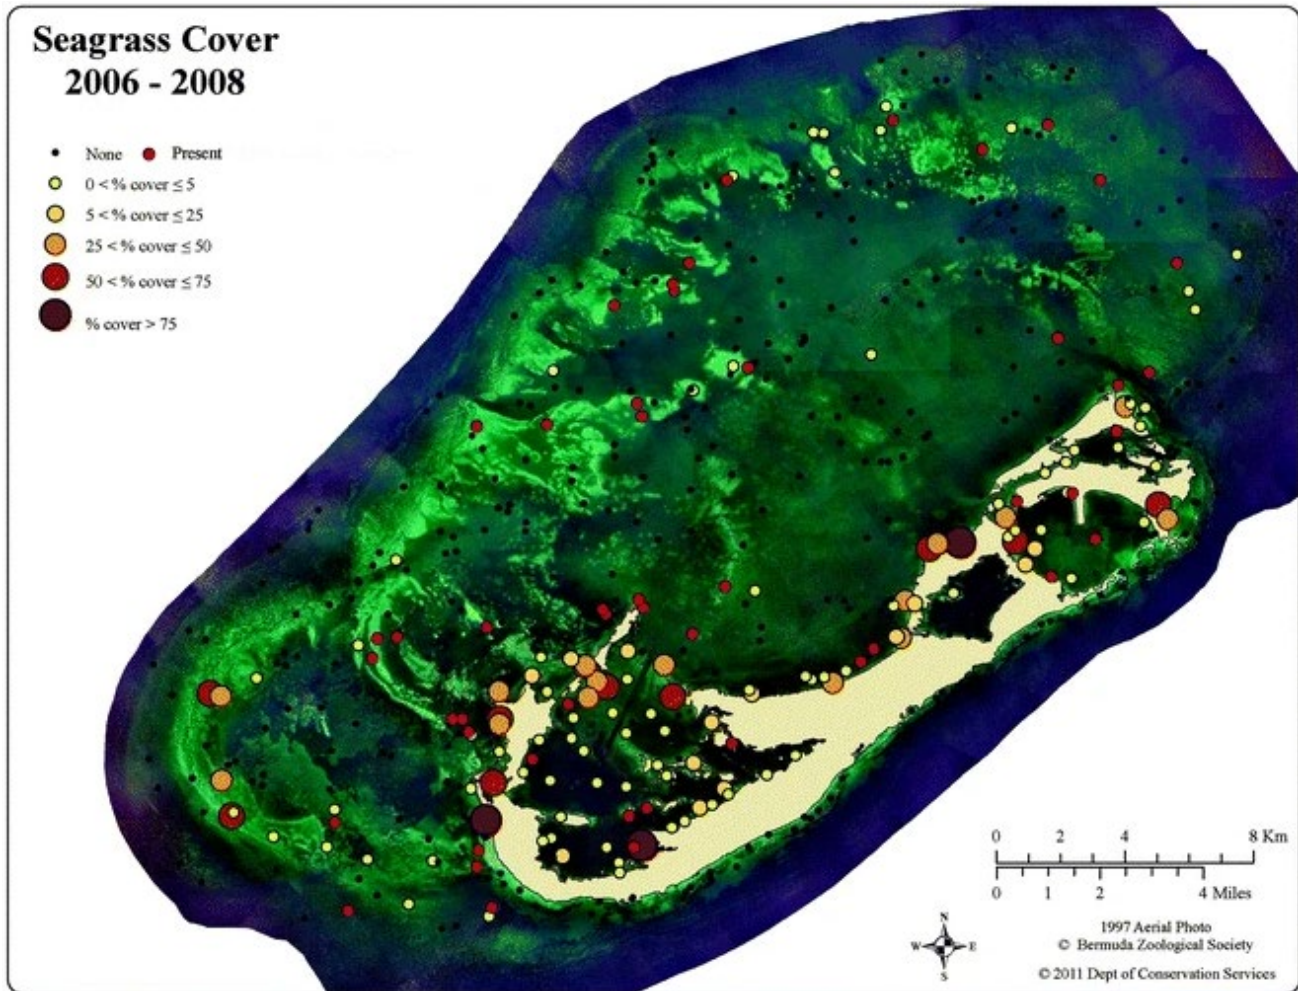 Seagrass Cover
2006 - 2008
None Present
0 < % cover ≤ 5
5 < % cover ≤ 25
25 < % cover ≤ 50
50 < % cover ≤ 75
% cover > 75
0 2 4 8 Km
0 1 2 4 Miles
N
W E
S
1997 Aerial Photo
© Bermuda Zoological Society
© 2011 Dept of Conservation Services